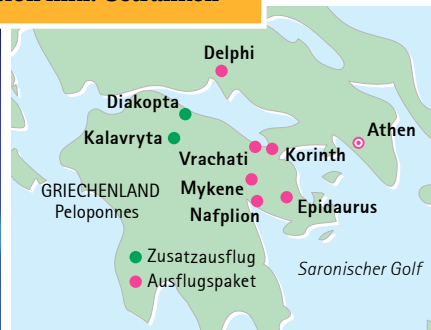 Delphi
Diakopta
Kalavryta
Athen
Vrachati
Korinth
Mykene
GRIECHENLAND
Peloponnes
Nafplion
Epidaurus
Zusatzausflug
Saronischer Golf
Ausflugspaket